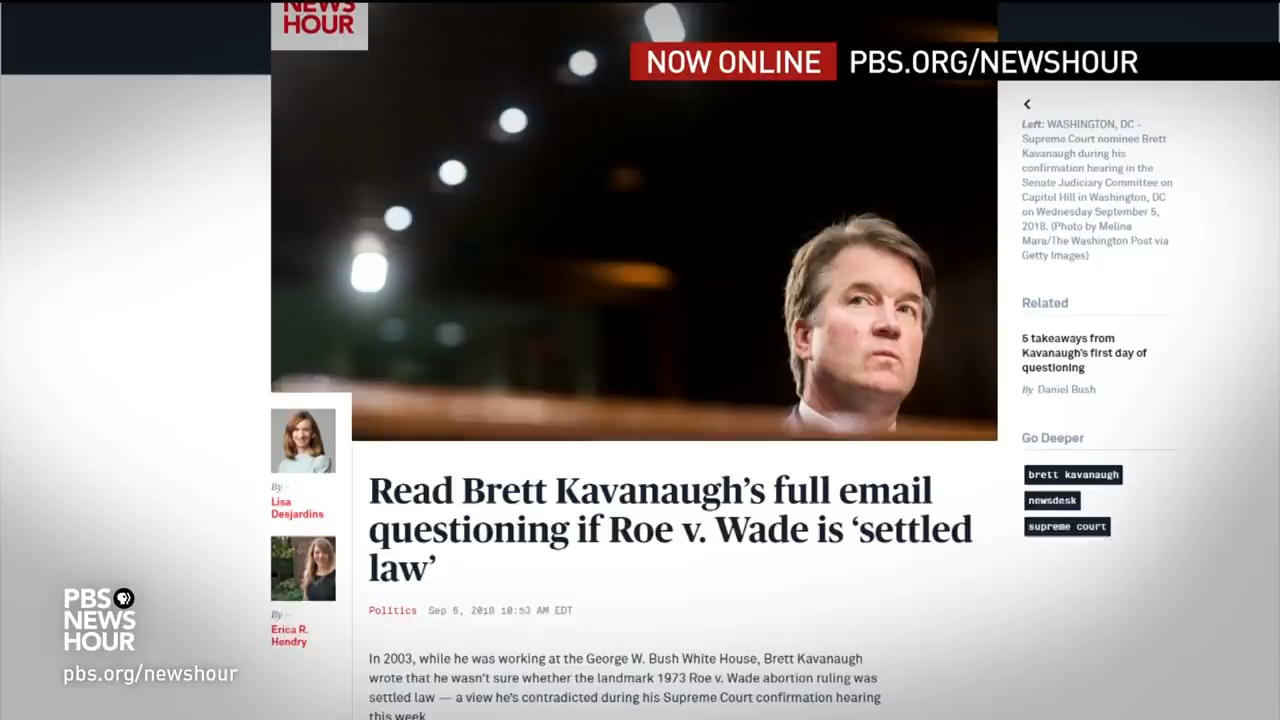 NEWS
HOUR
NOW ONLINE PBS.ORG/NEWSHOUR
Left: WASHINGTON, DC -
Supreme Court nominee Brett
Kavanaugh during his
confirmation hearing in the
Senate Judiciary Committee on
Capitol Hill in Washington, DC
on Wednesday September 5,
2018. (Photo by Melina
Mara/The Washington Post via
Getty Images)
Related
5 takeaways from
Kavanaugh's first day of
questioning
By Daniel Bush
Go Deeper
brett kavanaugh
newsdesk
supreme court
By –
Lisa
Desjardins
By –
Erica R.
Hendry
Read Brett Kavanaugh’s full email
questioning if Roe v. Wade is ‘settled
law’
Politics Sep 6, 2018 10:53 AM EDT
In 2003, while he was working at the George W. Bush White House, Brett Kavanaugh
wrote that he wasn't sure whether the landmark 1973 Roe v. Wade abortion ruling was
settled law — a view he's contradicted during his Supreme Court confirmation hearing
this week
PBS
NEWS
HOUR
pbs.org/newshour